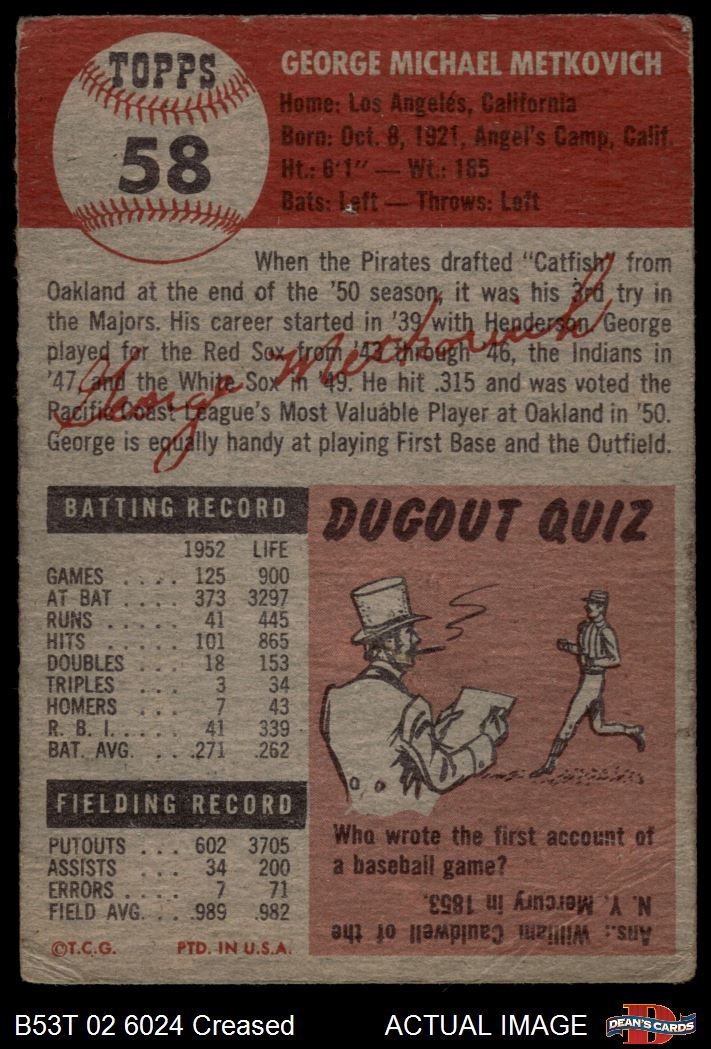 TOPPS
58
GEORGE MICHAEL METKOVICH
Home: Los Angeles, California
Born: Oct. 8, 1921, Angel's Camp, Calif.
Ht.: 6'1" — Wt.: 185
Bats: Left — Throws: Left
When the Pirates drafted "Catfish" from
Oakland at the end of the '50 season, it was his 3rd try in
the Majors. His career started in '39 with Henderson. George
played for the Red Sox from '43 through '46, the Indians in
'47 and the White Sox in '49. He hit .315 and was voted the
Pacific Coast League's Most Valuable Player at Oakland in '50.
George is equally handy at playing First Base and the Outfield.
George Metkovich
BATTING RECORD
1952 LIFE
GAMES .... 125 900
AT BAT .... 373 3297
RUNS ..... 41 445
HITS ..... 101 865
DOUBLES ... 18 153
TRIPLES ... 3 34
HOMERS ... 7 43
R. B. I. .... 41 339
BAT. AVG. .. .271 .262
FIELDING RECORD
PUTOUTS ... 602 3705
ASSISTS ... 34 200
ERRORS ... 7 71
FIELD AVG. .. .989 .982
©T.C.G. PTD. IN U.S.A.
DUGOUT QUIZ
Who wrote the first account of
a baseball game?
Ans.: William Cauldwell of the
N. Y. Mercury in 1853.
B53T 02 6024 Creased
ACTUAL IMAGE
DEAN'S CARDS